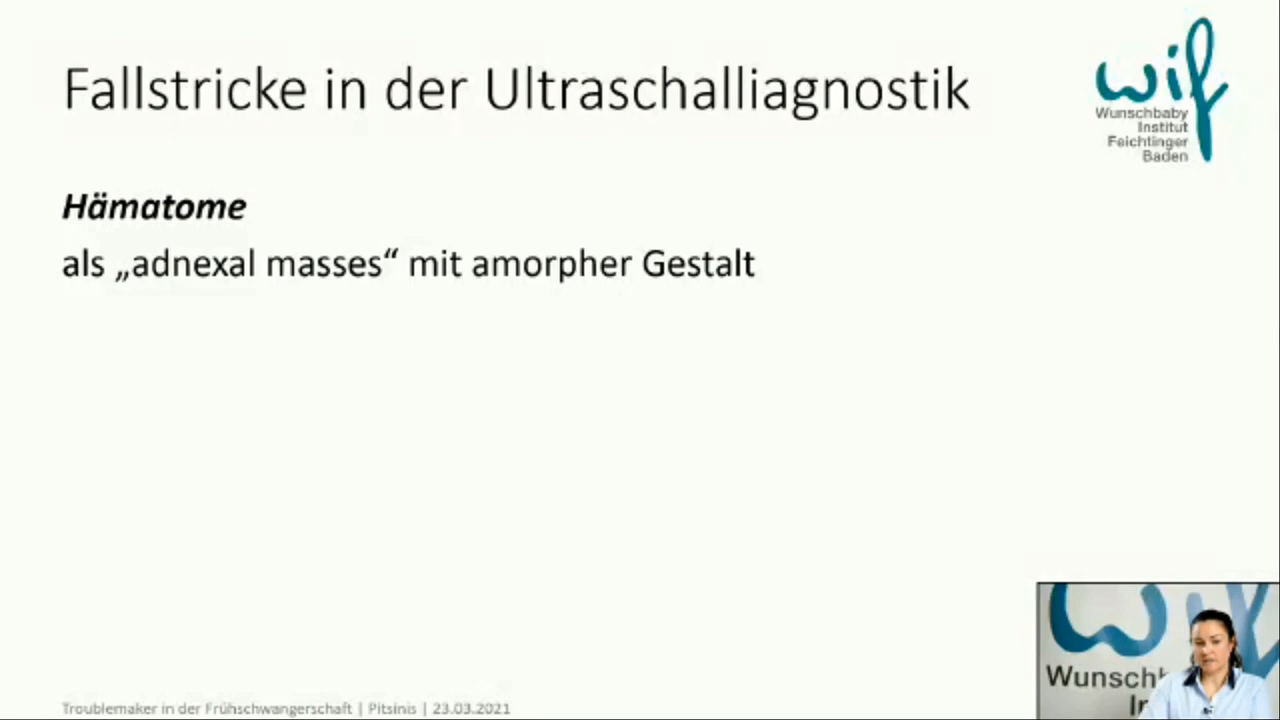 Fallstricke in der Ultraschalliagnostik
wif
Wunschbaby
Institut
Feichtinger
Baden
Hämatome
als „adnexal masses“ mit amorpher Gestalt
Wunschb
In
Troublemaker in der Frühschwangerschaft | Pitsinis | 23.03.2021